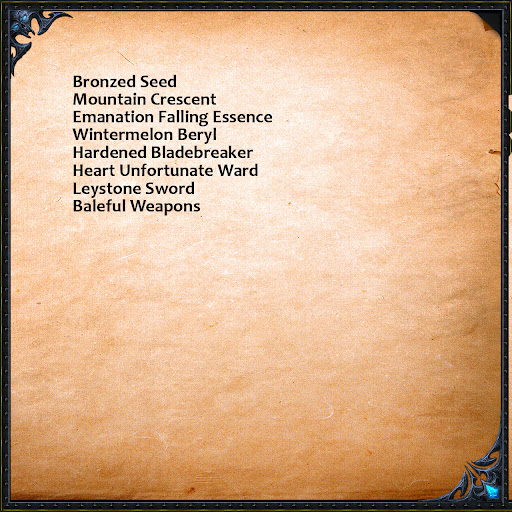 Bronzed Seed
Mountain Crescent
Emanation Falling Essence
Wintermelon Beryl
Hardened Bladebreaker
Heart Unfortunate Ward
Leystone Sword
Baleful Weapons